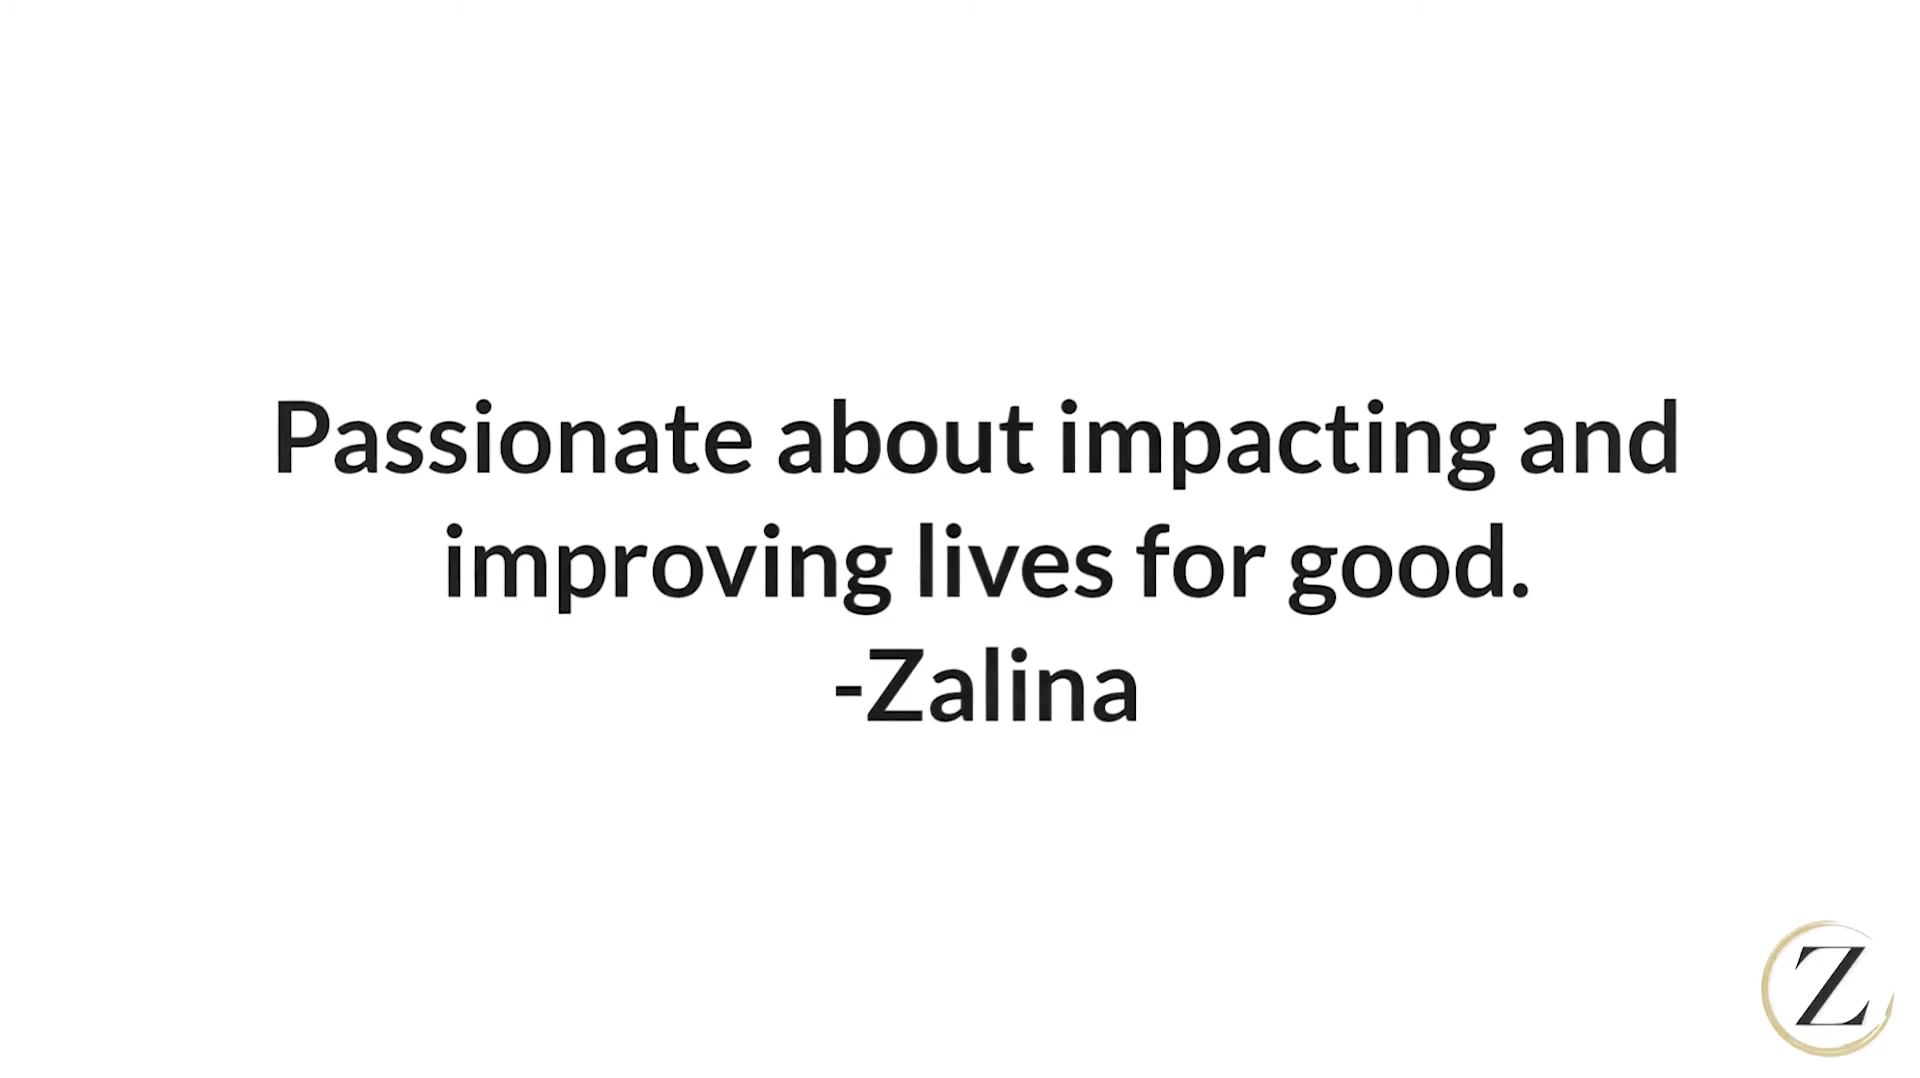 Passionate about impacting and
improving lives for good.
-Zalina
Z